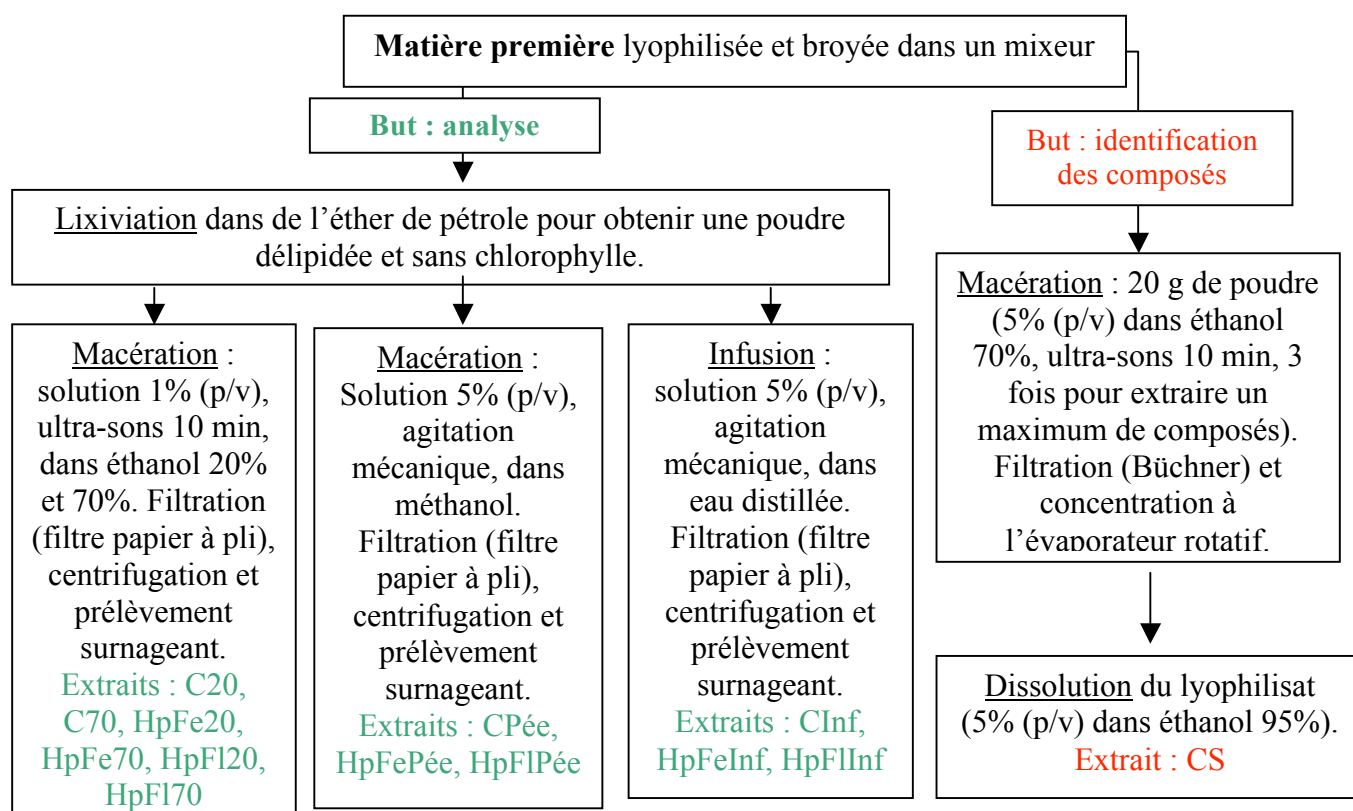 Matière première lyophilisée et broyée dans un mixeur
But : analyse
But : identification
des composés
Lixiviation dans de l’éther de pétrole pour obtenir une poudre
délipidée et sans chlorophylle.
Macération :
solution 1% (p/v),
ultra-sons 10 min,
dans éthanol 20%
et 70%. Filtration
(filtre papier à pli),
centrifugation et
prélèvement
surnageant.
Extraits : C20,
C70, HpFe20,
HpFe70, HpFl20,
HpFl70
Macération :
Solution 5% (p/v),
agitation
mécanique, dans
méthanol.
Filtration (filtre
papier à pli),
centrifugation et
prélèvement
surnageant.
Extraits : CPée,
HpFePée, HpFlPée
Infusion :
solution 5% (p/v),
agitation
mécanique, dans
eau distillée.
Filtration (filtre
papier à pli),
centrifugation et
prélèvement
surnageant.
Extraits : CInf,
HpFeInf, HpFlInf
Macération : 20 g de poudre
(5% (p/v) dans éthanol
70%, ultra-sons 10 min, 3
fois pour extraire un
maximum de composés).
Filtration (Büchner) et
concentration à
l’évaporateur rotatif.
Dissolution du lyophilisat
(5% (p/v) dans éthanol 95%).
Extrait : CS